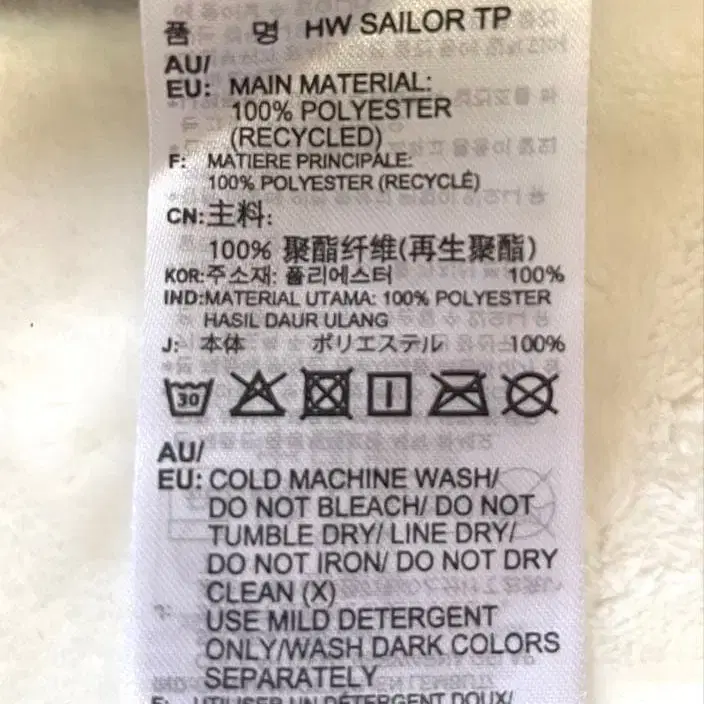 품 명 HW SAILOR TP
AU/
EU: MAIN MATERIAL:
100% POLYESTER
(RECYCLED)
F: MATIERE PRINCIPALE:
100% POLYESTER (RECYCLÉ)
CN:主料:
100% 聚酯纤维(再生聚酯)
KOR:주소재: 폴리에스터 100%
IND:MATERIAL UTAMA: 100% POLYESTER
HASIL DAUR ULANG
J: 本体 ポリエステル 100%
30
AU/
EU: COLD MACHINE WASH/
DO NOT BLEACH/ DO NOT
TUMBLE DRY/ LINE DRY/
DO NOT IRON/ DO NOT DRY
CLEAN (X)
USE MILD DETERGENT
ONLY/WASH DARK COLORS
SEPARATELY
F: UTILISER UN DÉTERGENT DOUX/